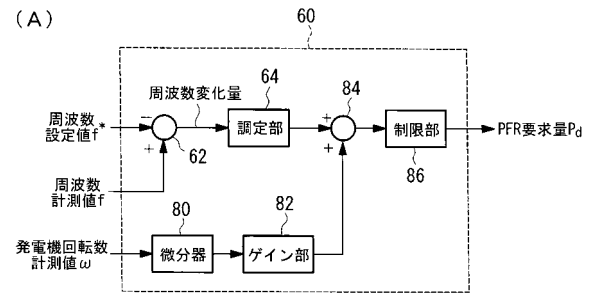 (A)
60
周波数変化量
64
84
周波数
設定値f*
−
+
62
調定部
+
+
制限部
86
PFR要求量Pd
周波数
計測値f
80
82
発電機回転数
計測値ω
微分器
ゲイン部